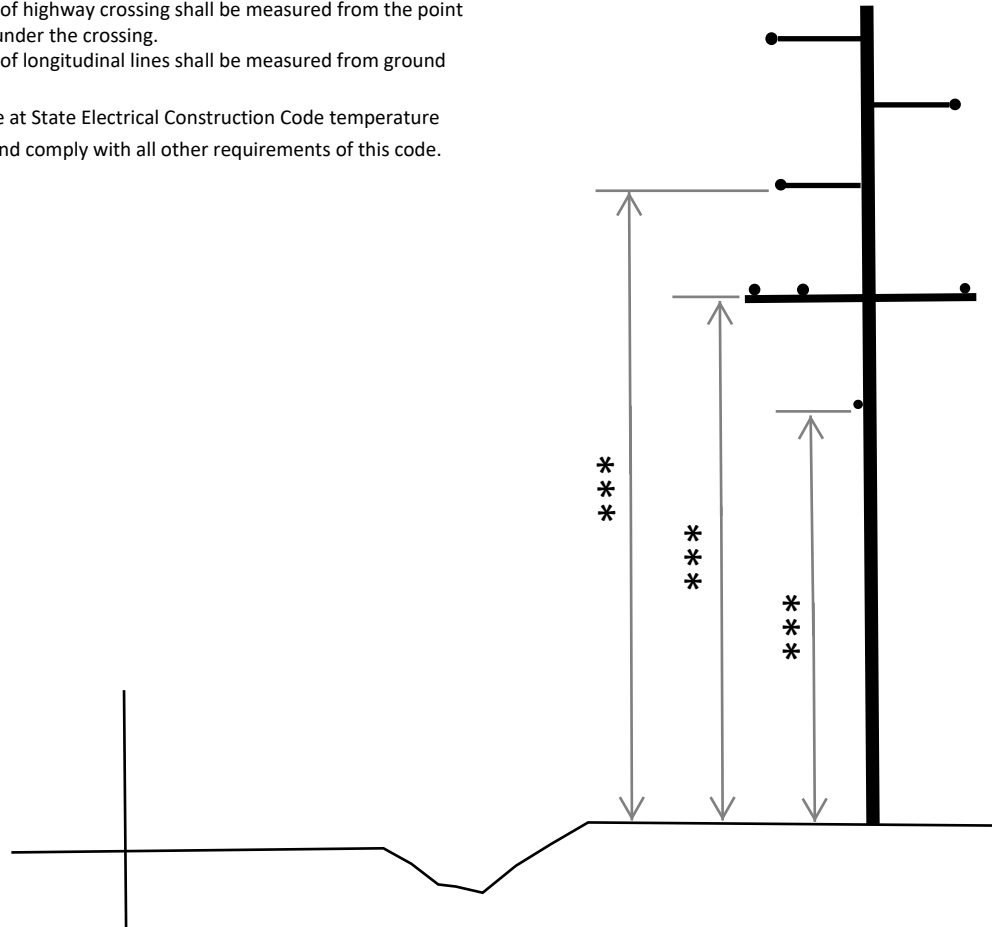 of highway crossing shall be measured from the point
under the crossing.
of longitudinal lines shall be measured from ground
e at State Electrical Construction Code temperature
nd comply with all other requirements of this code.
***
***
***